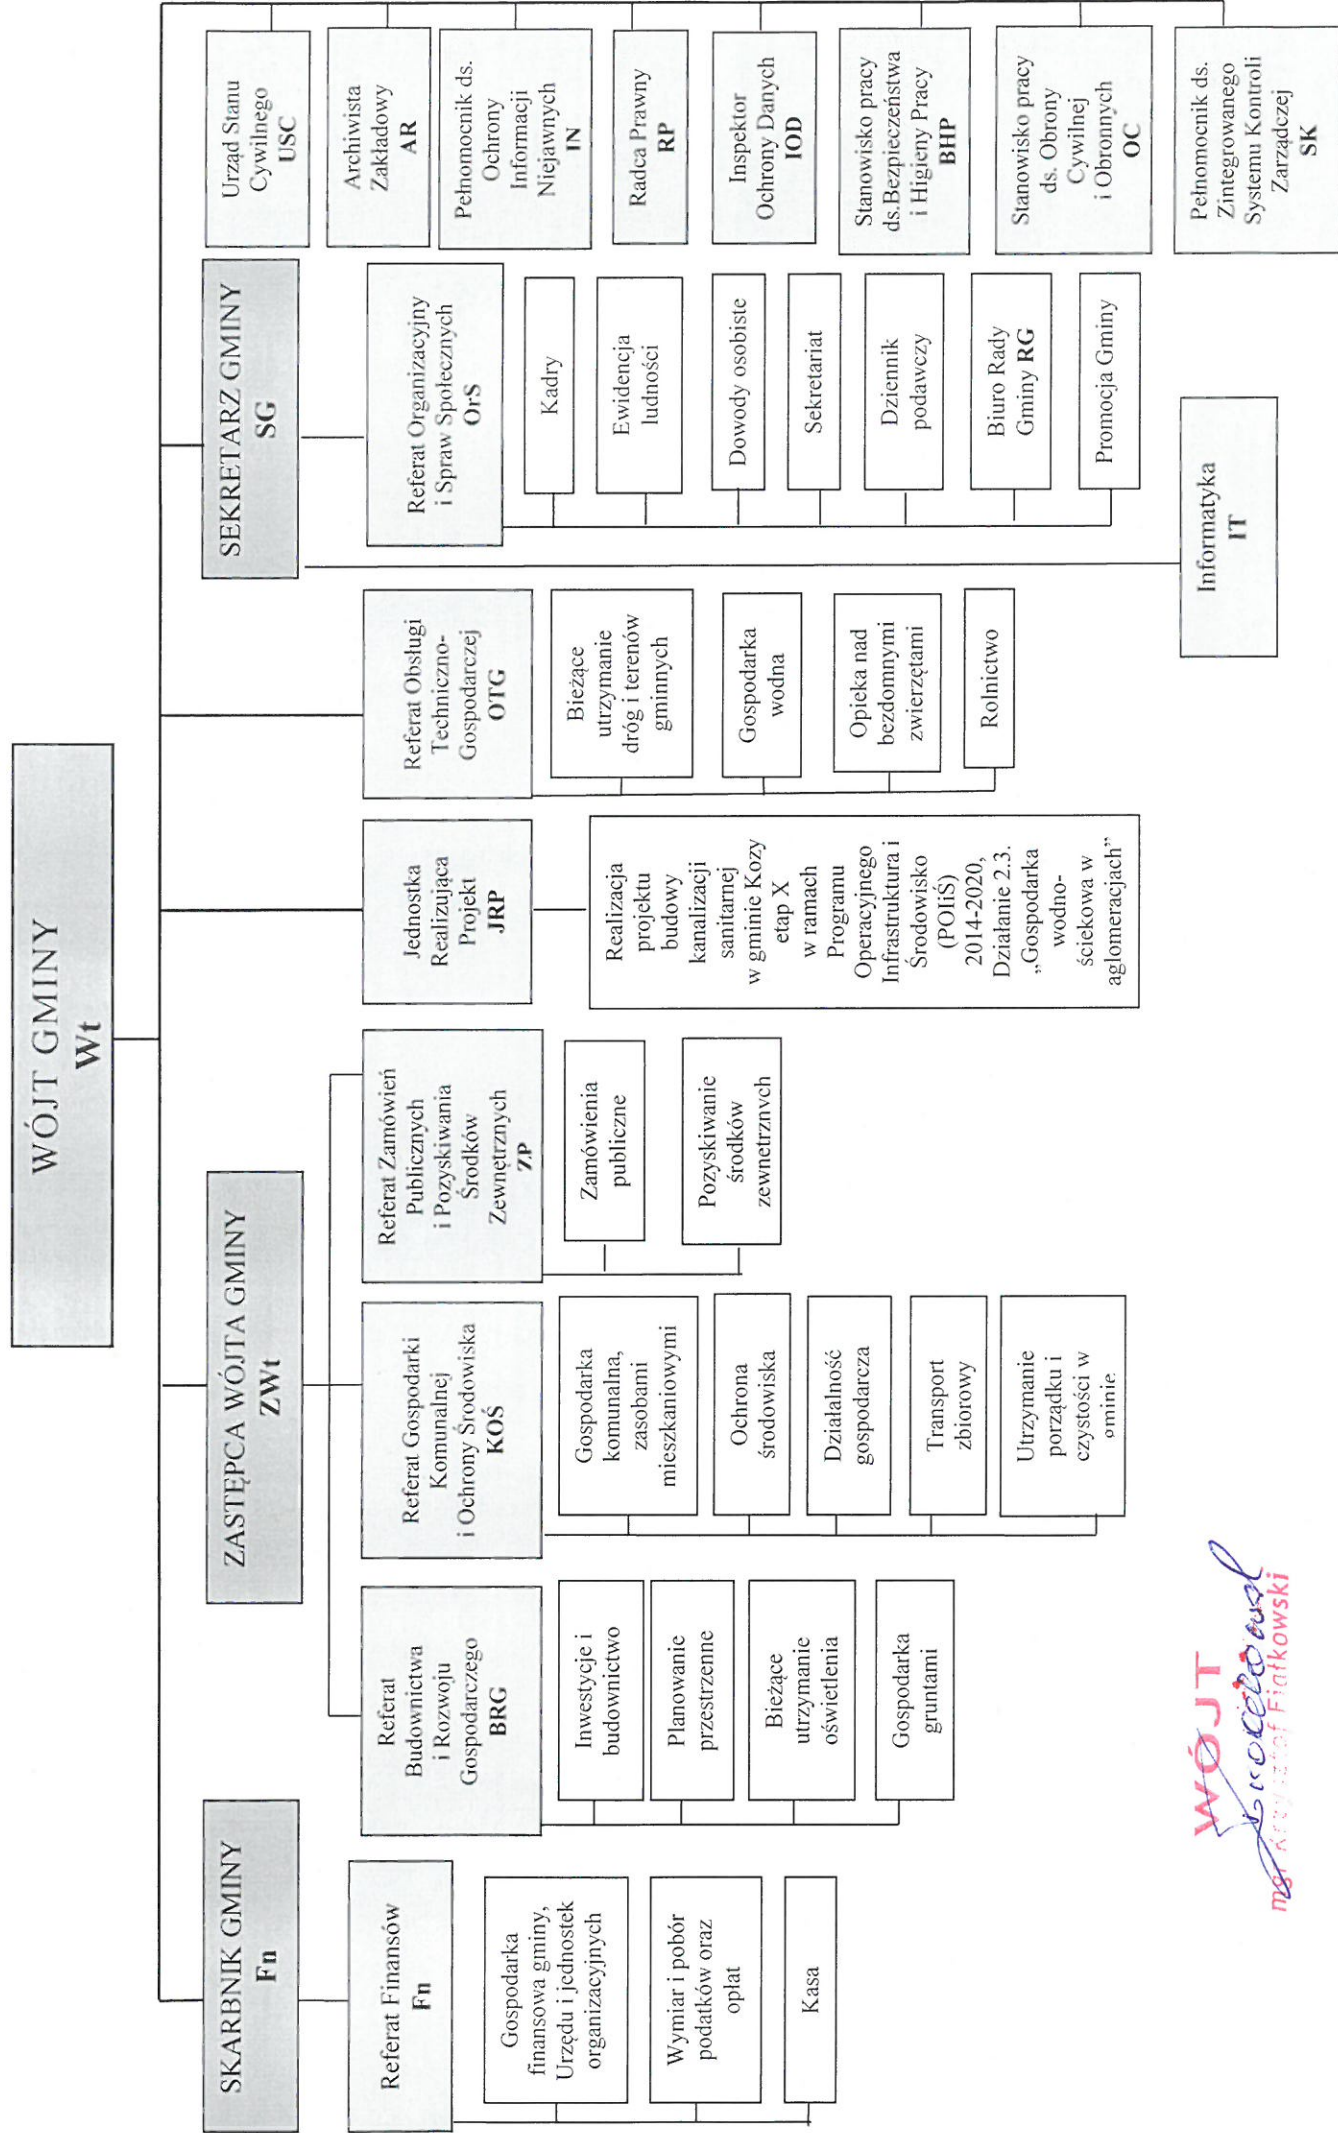 WÓJT GMINY
Wt
SKARBNIK GMINY
Fn
Referat Finansów
Fn
Gospodarka
finansowa gminy,
Urzędu i jednostek
organizacyjnych
Wymiar i pobór
podatków oraz
opłat
Kasa
ZASTĘPCA WÓJTA GMINY
ZWt
Referat
Budownictwa
i Rozwoju
Gospodarczego
BRG
Inwestycje i
budownictwo
Planowanie
przestrzenne
Bieżące
utrzymanie
oświetlenia
Gospodarka
gruntami
Referat Gospodarki
Komunalnej
i Ochrony Środowiska
KOŚ
Gospodarka
komunalna,
zasobami
mieszkaniowymi
Ochrona
środowiska
Działalność
gospodarcza
Transport
zbiorowy
Utrzymanie
porządku i
czystości w
gminie.
Referat Zamówień
Publicznych
i Pozyskiwania
Środków
Zewnętrznych
ZP
Zamówienia
publiczne
Pozyskiwanie
środków
zewnetrznych
Jednostka
Realizująca
Projekt
JRP
Realizacja
projektu
budowy
kanalizacji
sanitarnej
w gminie Kozy
etap X
w ramach
Programu
Operacyjnego
Infrastruktura i
Środowisko
(POIiŚ)
2014-2020,
Działanie 2.3.
„Gospodarka
wodno-
ściekowa w
aglomeracjach”
Referat Obsługi
Techniczno-
Gospodarczej
OTG
Bieżące
utrzymanie
dróg i terenów
gminnych
Gospodarka
wodna
Opieka nad
bezdomnymi
zwierzętami
Rolnictwo
SEKRETARZ GMINY
SG
Referat Organizacyjny
i Spraw Społecznych
OrS
Kadry
Ewidencja
ludności
Dowody osobiste
Sekretariat
Dziennik
podawczy
Biuro Rady
Gminy RG
Promocja Gminy
Informatyka
IT
Urząd Stanu
Cywilnego
USC
Archiwista
Zakładowy
AR
Pełnomocnik ds.
Ochrony
Informacji
Niejawnych
IN
Radca Prawny
RP
Inspektor
Ochrony Danych
IOD
Stanowisko pracy
ds.Bezpieczeństwa
i Higieny Pracy
BHP
Stanowisko pracy
ds. Obrony
Cywilnej
i Obronnych
OC
Pełnomocnik ds.
Zintegrowanego
Systemu Kontroli
Zarządczej
SK
WÓJT
mgr Krzysztof Fiałkowski